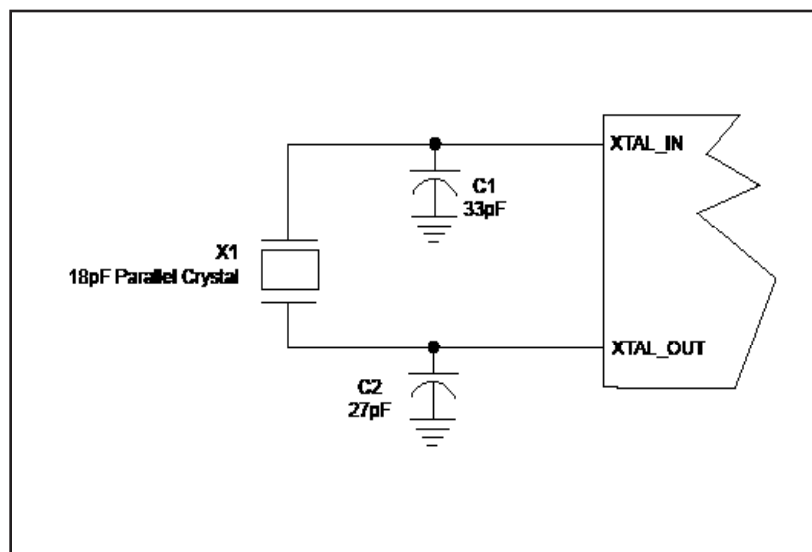 XTAL_IN
C1
33pF
X1
18pF Parallel Crystal
XTAL_OUT
C2
27pF